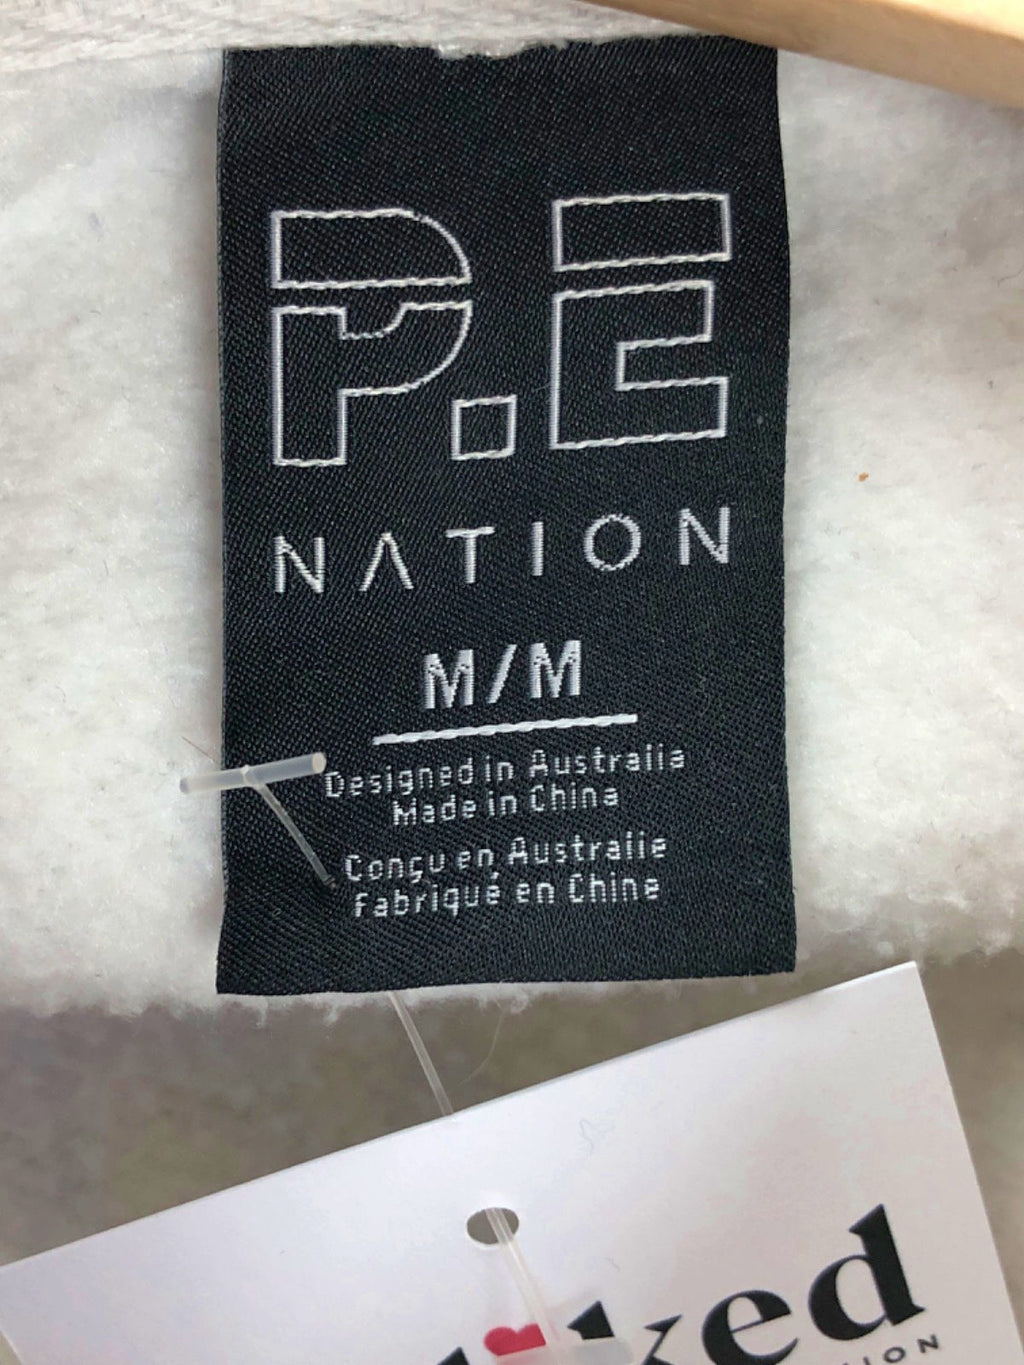 P.E
NATION
M/M
Designed in Australia
Made in China
Conçu en Australie
Fabriqué en Chine